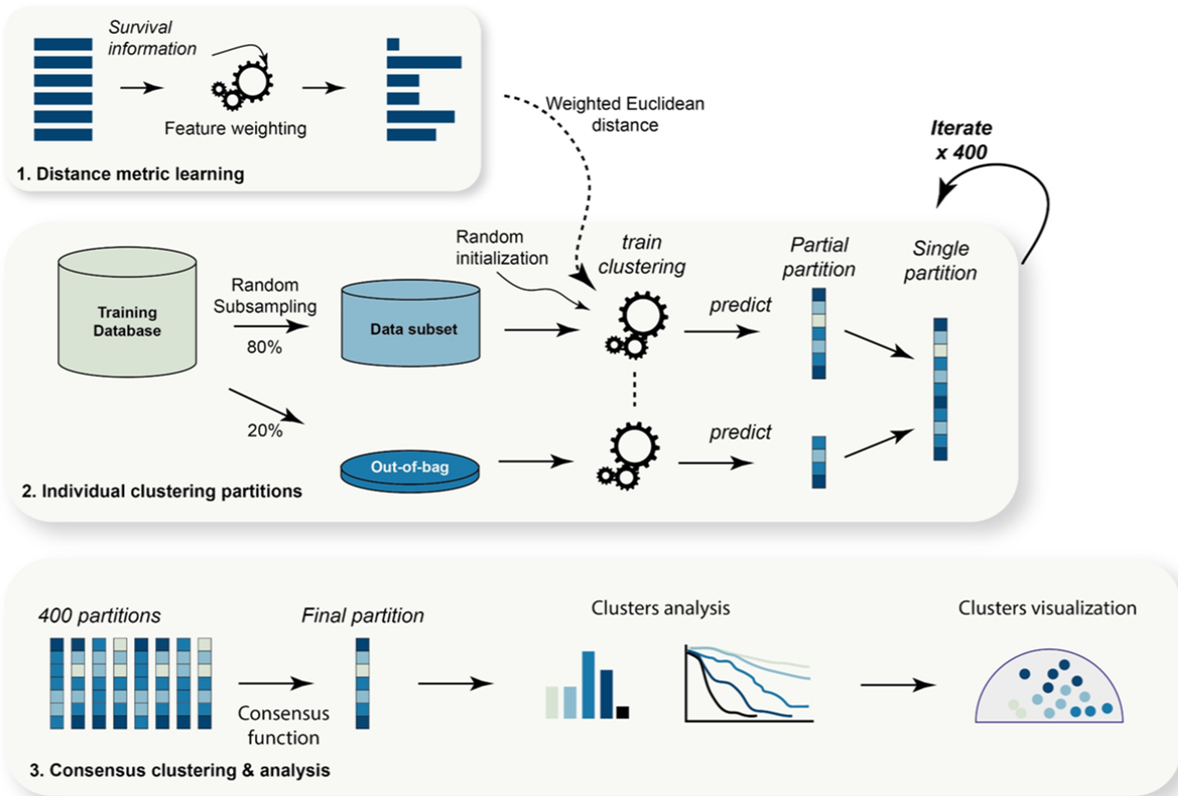 Survival
information
Feature weighting
1. Distance metric learning
Weighted Euclidean
distance
Iterate
x 400
Training
Database
Random
Subsampling
80%
20%
Data subset
Out-of-bag
Random
initialization
train
clustering
predict
predict
Partial
partition
Single
partition
2. Individual clustering partitions
400 partitions
Consensus
function
Final partition
Clusters analysis
Clusters visualization
3. Consensus clustering & analysis